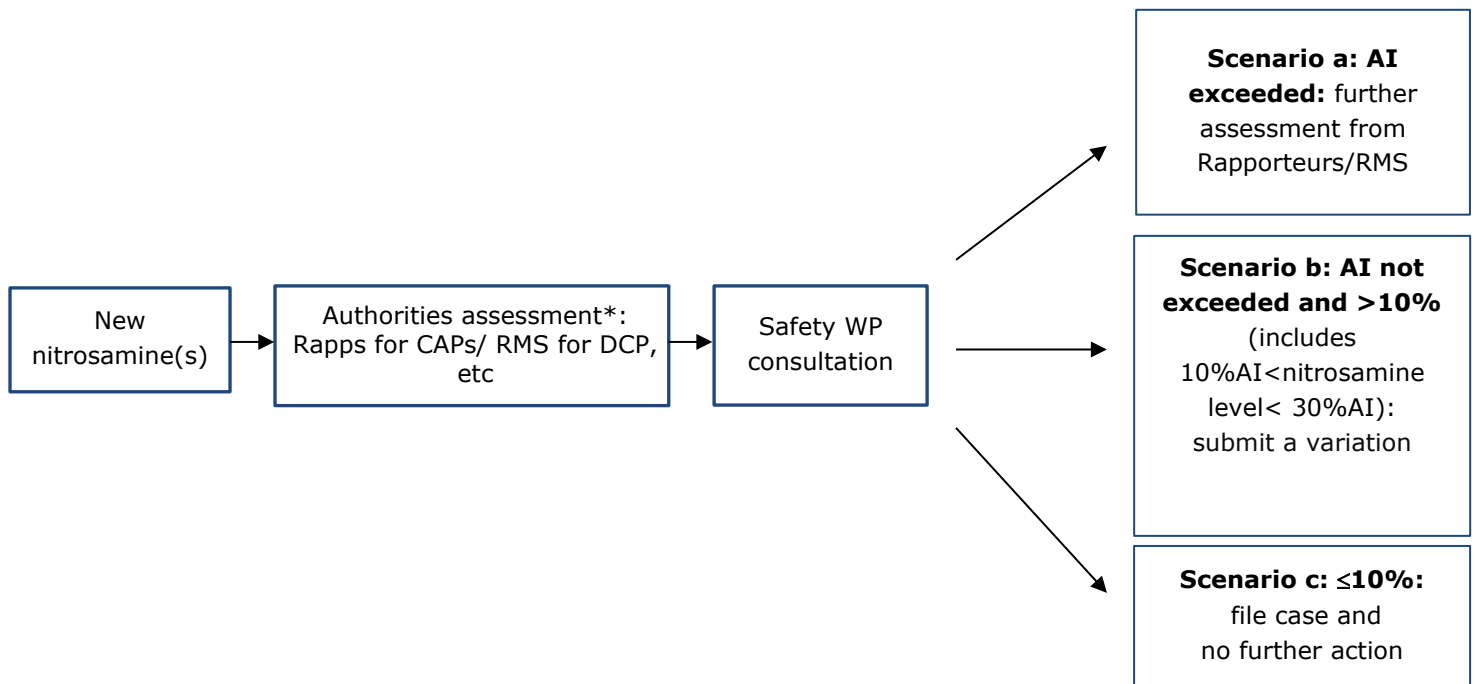 New
nitrosamine(s)
Authorities assessment*:
Rapps for CAPs/ RMS for DCP,
etc
Safety WP
consultation
Scenario a: AI
exceeded: further
assessment from
Rapporteurs/RMS
Scenario b: AI not
exceeded and >10%
(includes
10%AI<nitrosamine
level< 30%AI):
submit a variation
Scenario c: ≤10%:
file case and
no further action